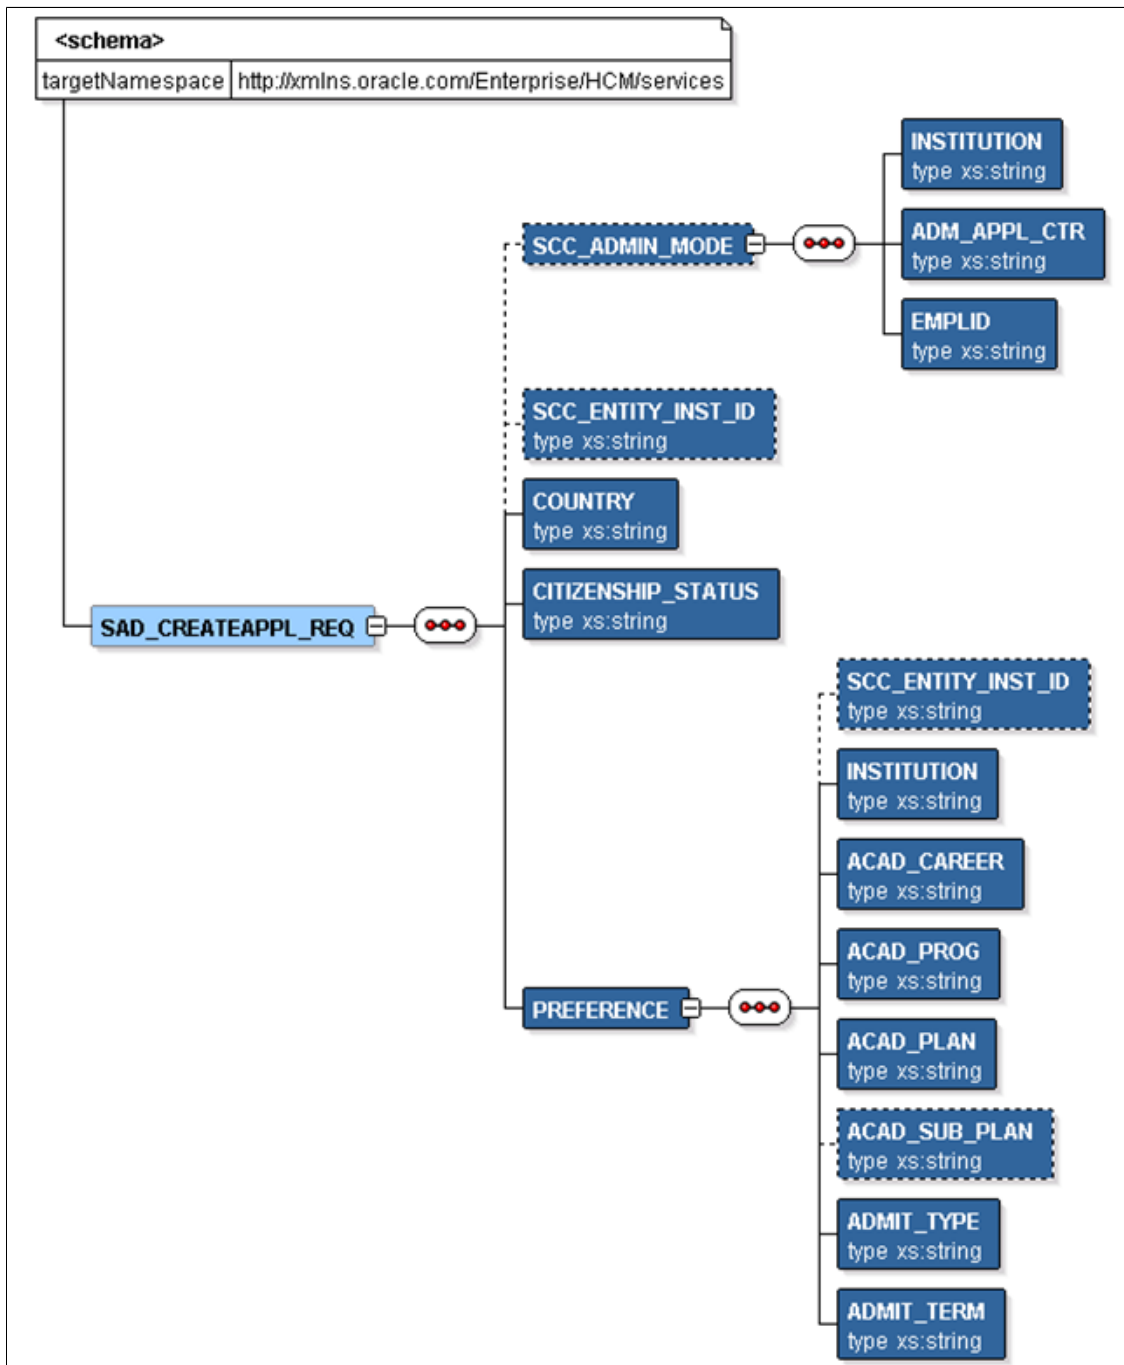 <schema>
targetNamespace http://xmlns.oracle.com/Enterprise/HCM/services
INSTITUTION
type xs:string
ADM_APPL_CTR
type xs:string
SCC_ADMIN_MODE
EMPLID
type xs:string
SCC_ENTITY_INST_ID
type xs:string
COUNTRY
type xs:string
CITIZENSHIP_STATUS
type xs:string
SAD_CREATEAPPL_REQ
SCC_ENTITY_INST_ID
type xs:string
INSTITUTION
type xs:string
ACAD_CAREER
type xs:string
ACAD_PROG
type xs:string
PREFERENCE
ACAD_PLAN
type xs:string
ACAD_SUB_PLAN
type xs:string
ADMIT_TYPE
type xs:string
ADMIT_TERM
type xs:string